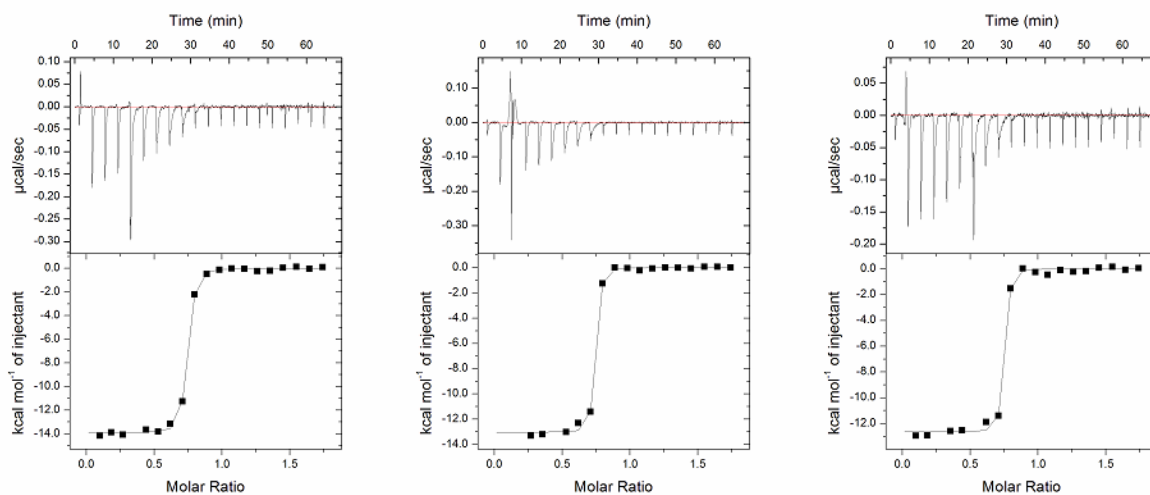 Time (min)
0 10 20 30 40 50 60
0.10
0.05
0.00
-0.05
-0.10
-0.15
-0.20
-0.25
-0.30
µcal/sec
0.0
-2.0
-4.0
-6.0
-8.0
-10.0
-12.0
-14.0
kcal mol⁻¹ of injectant
0.0 0.5 1.0 1.5
Molar Ratio
Time (min)
0 10 20 30 40 50 60
0.10
0.00
-0.10
-0.20
-0.30
µcal/sec
0.0
-2.0
-4.0
-6.0
-8.0
-10.0
-12.0
-14.0
kcal mol⁻¹ of injectant
0.0 0.5 1.0 1.5
Molar Ratio
Time (min)
0 10 20 30 40 50 60
0.05
0.00
-0.05
-0.10
-0.15
-0.20
µcal/sec
0.0
-2.0
-4.0
-6.0
-8.0
-10.0
-12.0
kcal mol⁻¹ of injectant
0.0 0.5 1.0 1.5
Molar Ratio